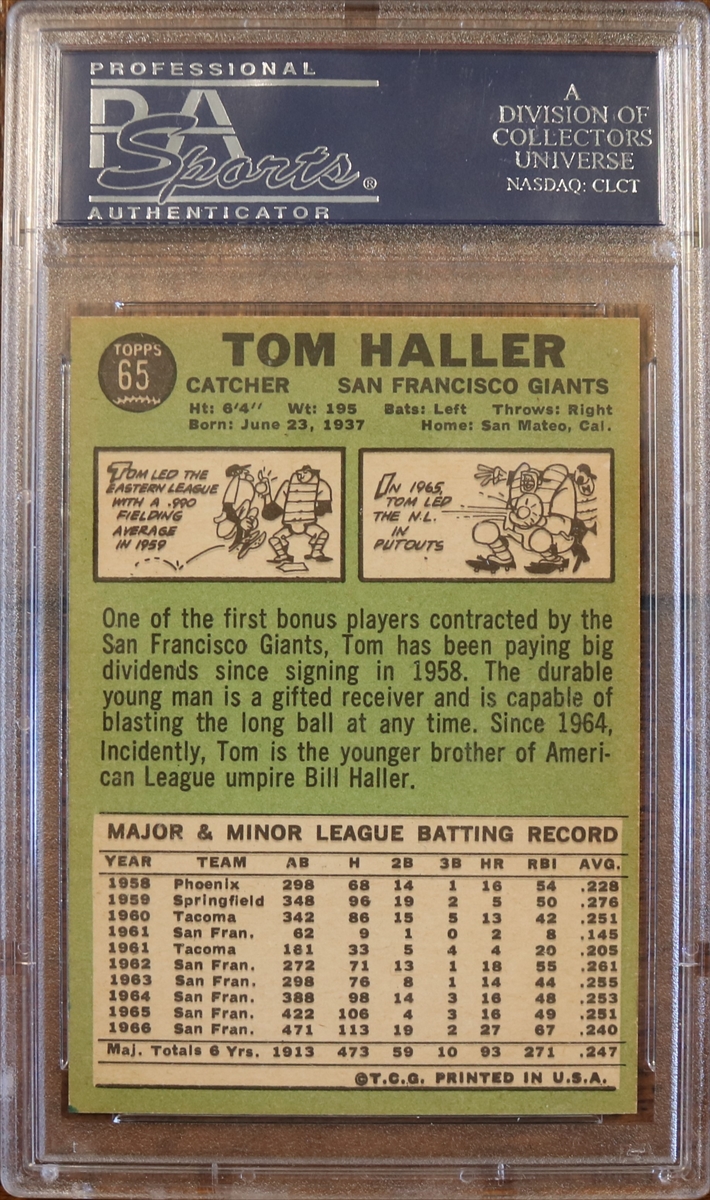 PROFESSIONAL
PSA
Sports®
AUTHENTICATOR
A
DIVISION OF
COLLECTORS
UNIVERSE
NASDAQ: CLCT
TOPPS
65
TOM HALLER
CATCHER SAN FRANCISCO GIANTS
Ht: 6'4'' Wt: 195 Bats: Left Throws: Right
Born: June 23, 1937 Home: San Mateo, Cal.
TOM LED THE
EASTERN LEAGUE
WITH A .990
FIELDING
AVERAGE
IN 1959
IN 1965,
TOM LED
THE N.L.
IN
PUTOUTS
One of the first bonus players contracted by the
San Francisco Giants, Tom has been paying big
dividends since signing in 1958. The durable
young man is a gifted receiver and is capable of
blasting the long ball at any time. Since 1964,
Incidently, Tom is the younger brother of Ameri-
can League umpire Bill Haller.
MAJOR & MINOR LEAGUE BATTING RECORD
YEAR TEAM AB H 2B 3B HR RBI AVG.
1958 Phoenix 298 68 14 1 16 54 .228
1959 Springfield 348 96 19 2 5 50 .276
1960 Tacoma 342 86 15 5 13 42 .251
1961 San Fran. 62 9 1 0 2 8 .145
1961 Tacoma 161 33 5 4 4 20 .205
1962 San Fran. 272 71 13 1 18 55 .261
1963 San Fran. 298 76 8 1 14 44 .255
1964 San Fran. 388 98 14 3 16 48 .253
1965 San Fran. 422 106 4 3 16 49 .251
1966 San Fran. 471 113 19 2 27 67 .240
Maj. Totals 6 Yrs. 1913 473 59 10 93 271 .247
©T.C.G. PRINTED IN U.S.A.